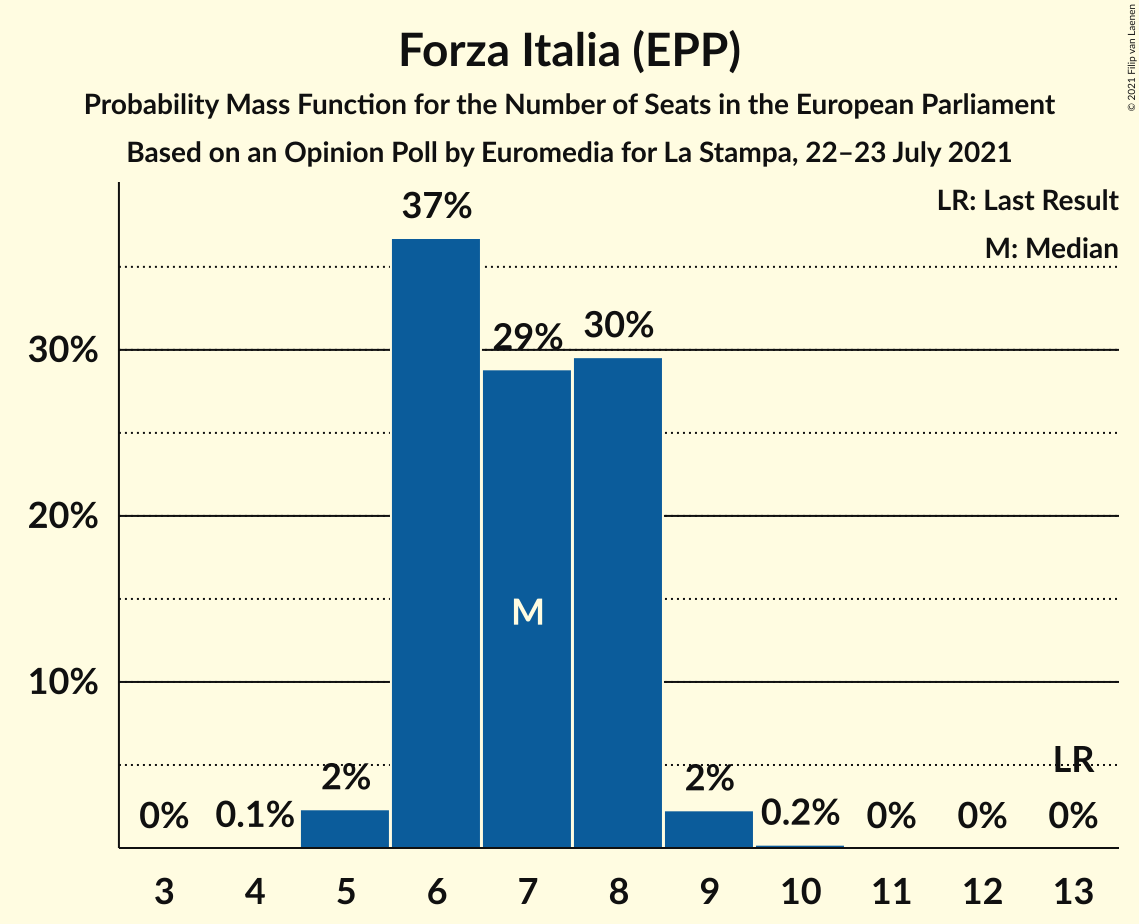 Forza Italia (EPP)
Probability Mass Function for the Number of Seats in the European Parliament
Based on an Opinion Poll by Euromedia for La Stampa, 22–23 July 2021
© 2021 Filip van Laenen
LR: Last Result
M: Median
37%
29%
30%
30%
20%
10%
M
LR
0%
0.1%
2%
2%
0.2%
0%
0%
0%
3 4 5 6 7 8 9 10 11 12 13